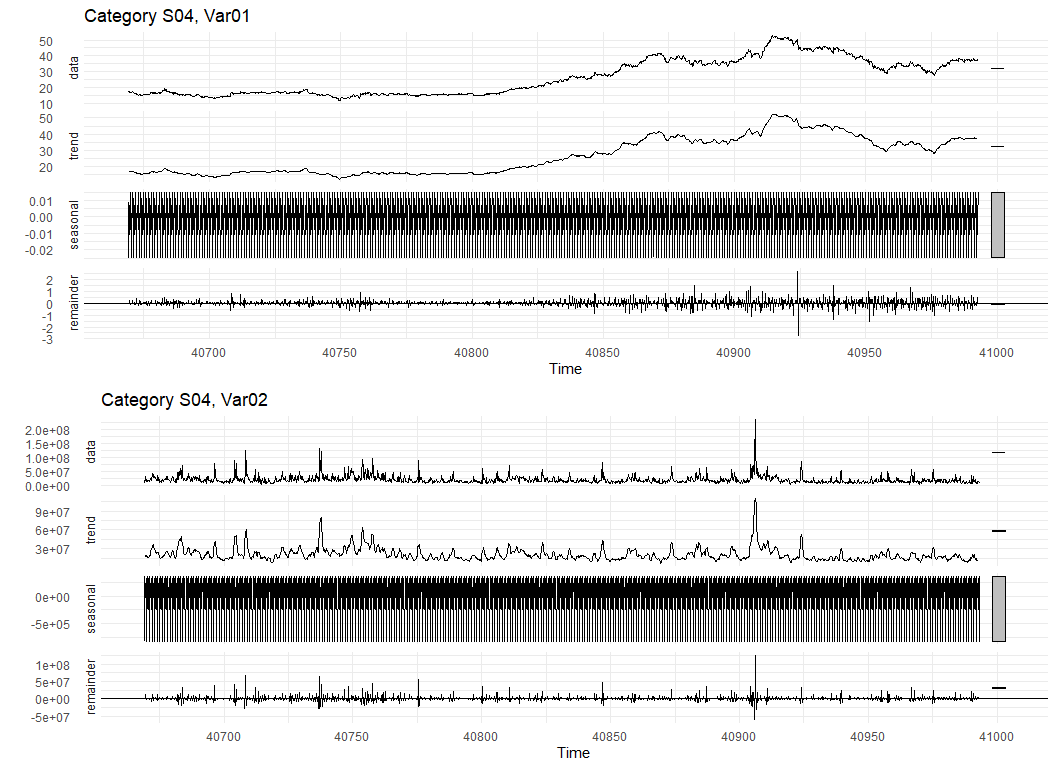 Category S04, Var01
50
40
30
20
10
data
50
40
30
20
trend
0.01
0.00
-0.01
-0.02
seasonal
2
1
0
-1
-2
-3
remainder
40700 40750 40800 40850 40900 40950 41000
Time
Category S04, Var02
2.0e+08
1.5e+08
1.0e+08
5.0e+07
0.0e+00
data
9e+07
6e+07
3e+07
trend
0e+00
-5e+05
seasonal
1e+08
5e+07
0e+00
-5e+07
remainder
40700 40750 40800 40850 40900 40950 41000
Time